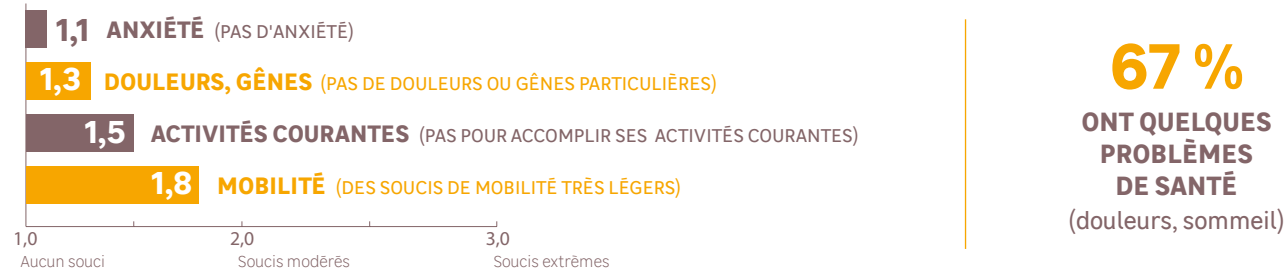 1,1 ANXIÉTÉ (PAS D'ANXIÉTÉ)
1,3 DOULEURS, GÊNES (PAS DE DOULEURS OU GÊNES PARTICULIÈRES)
1,5 ACTIVITÉS COURANTES (PAS POUR ACCOMPLIR SES ACTIVITÉS COURANTES)
1,8 MOBILITÉ (DES SOUCIS DE MOBILITÉ TRÈS LÉGERS)
1,0 2,0 3,0
Aucun souci Soucis modérés Soucis extrêmes
67 %
ONT QUELQUES
PROBLÈMES
DE SANTÉ
(douleurs, sommeil)